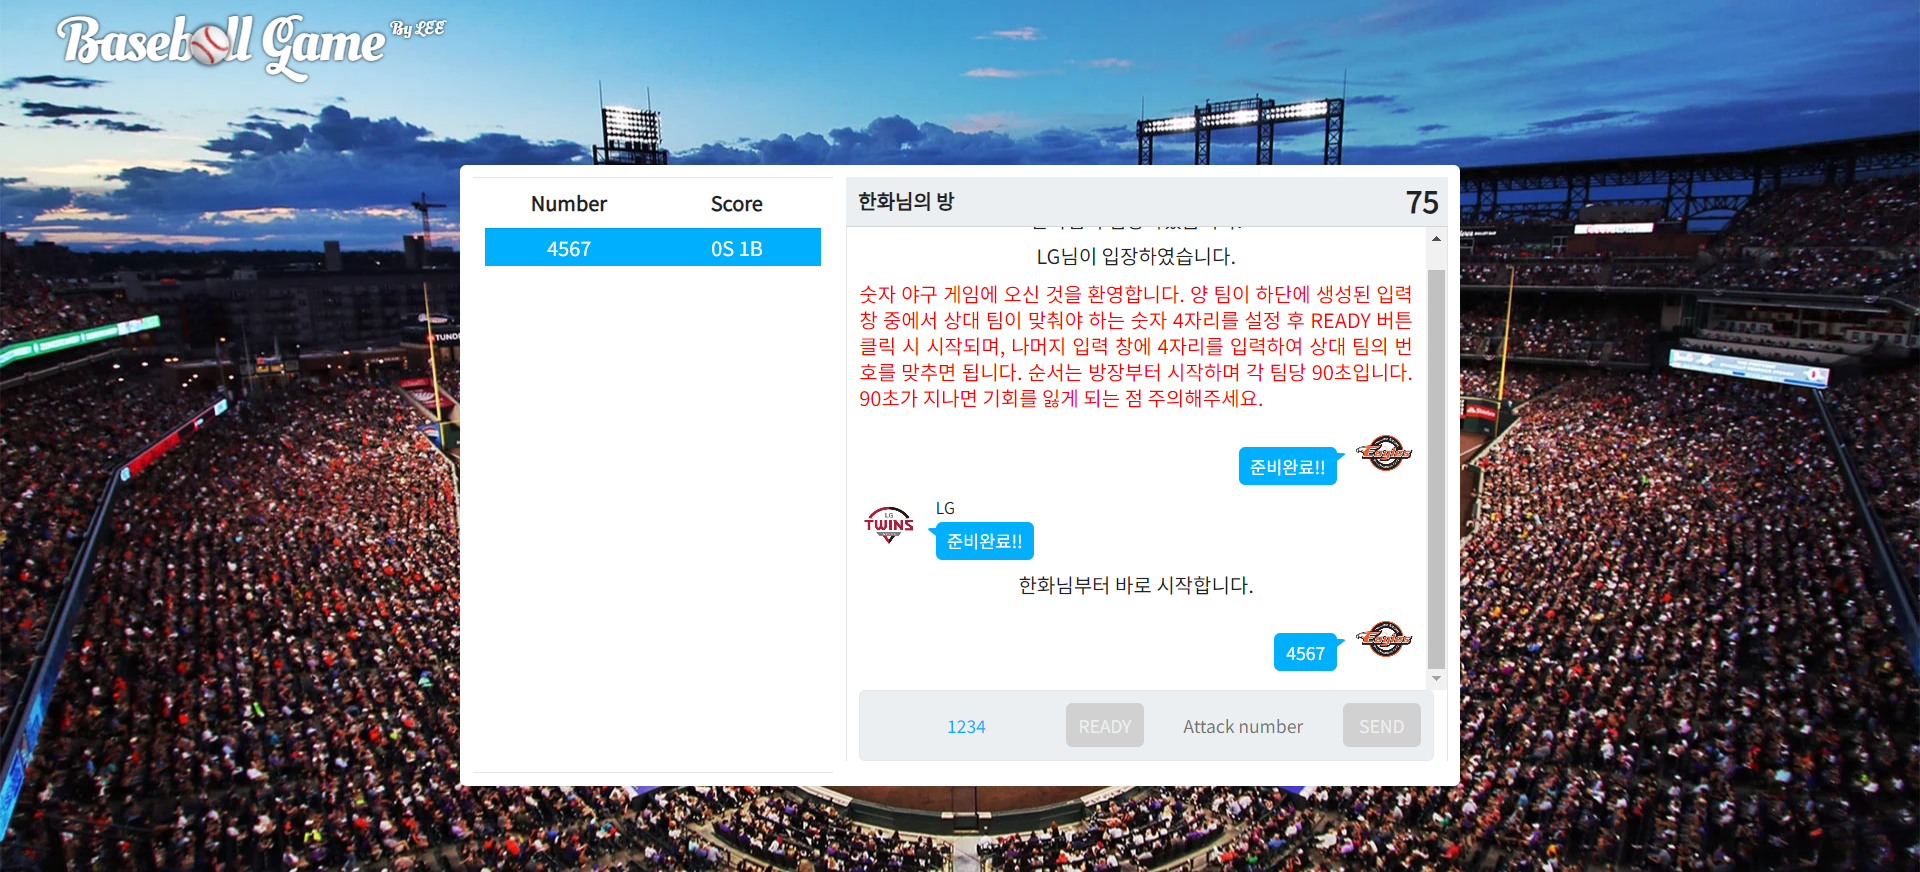 Baseball Game By LEE
Number Score
4567 0S 1B
한화님의 방 75
LG님이 입장하였습니다.
숫자 야구 게임에 오신 것을 환영합니다. 양 팀이 하단에 생성된 입력
창 중에서 상대 팀이 맞춰야 하는 숫자 4자리를 설정 후 READY 버튼
클릭 시 시작되며, 나머지 입력 창에 4자리를 입력하여 상대 팀의 번
호를 맞추면 됩니다. 순서는 방장부터 시작하며 각 팀당 90초입니다.
90초가 지나면 기회를 잃게 되는 점 주의해주세요.
준비완료!!
Eagles
LG
LG
TWINS
준비완료!!
한화님부터 바로 시작합니다.
4567
Eagles
1234 READY Attack number SEND